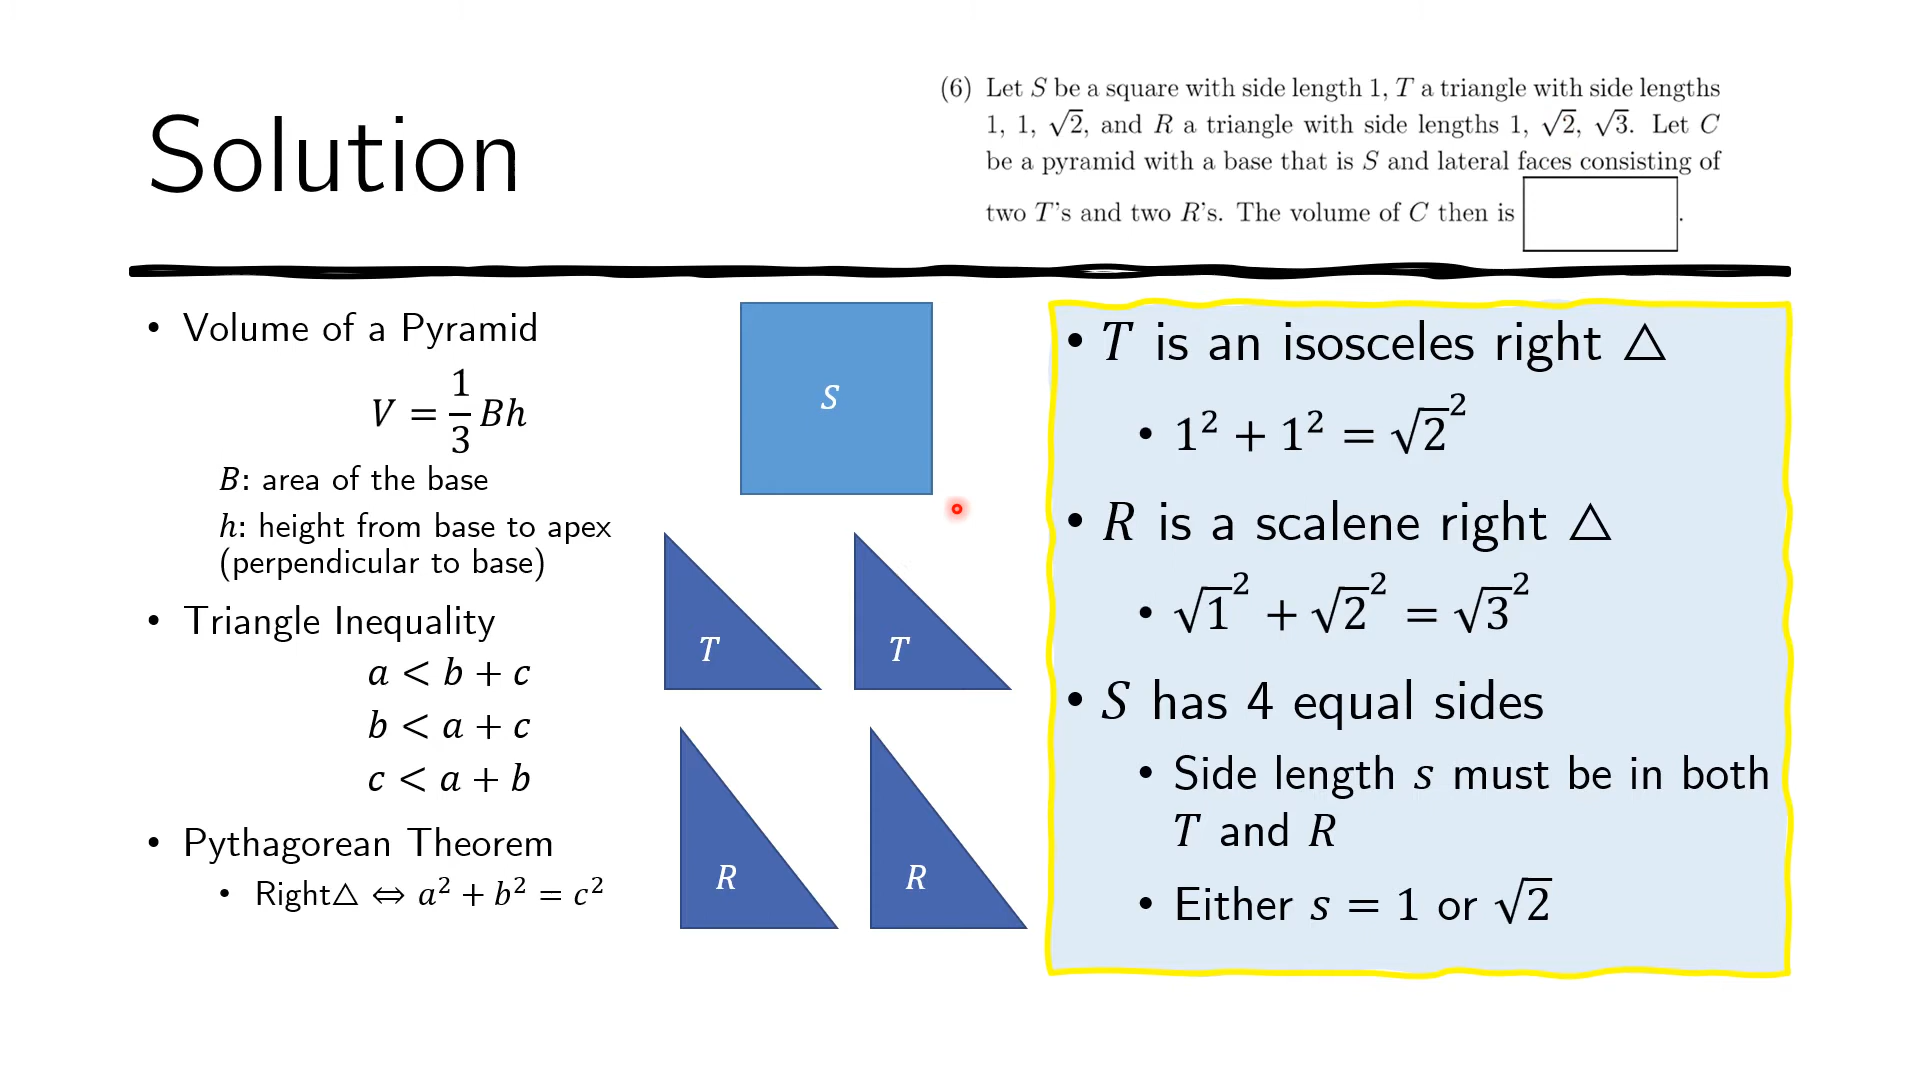 Solution
(6) Let S be a square with side length 1, T a triangle with side lengths
1, 1, √2, and R a triangle with side lengths 1, √2, √3. Let C
be a pyramid with a base that is S and lateral faces consisting of
two T's and two R's. The volume of C then is .
• Volume of a Pyramid
V = 1/3 Bh
B: area of the base
h: height from base to apex
(perpendicular to base)
• Triangle Inequality
a < b + c
b < a + c
c < a + b
• Pythagorean Theorem
• Right△ ⇔ a² + b² = c²
S
T T
R R
• T is an isosceles right △
• 1² + 1² = √2²
• R is a scalene right △
• √1² + √2² = √3²
• S has 4 equal sides
• Side length s must be in both
T and R
• Either s = 1 or √2